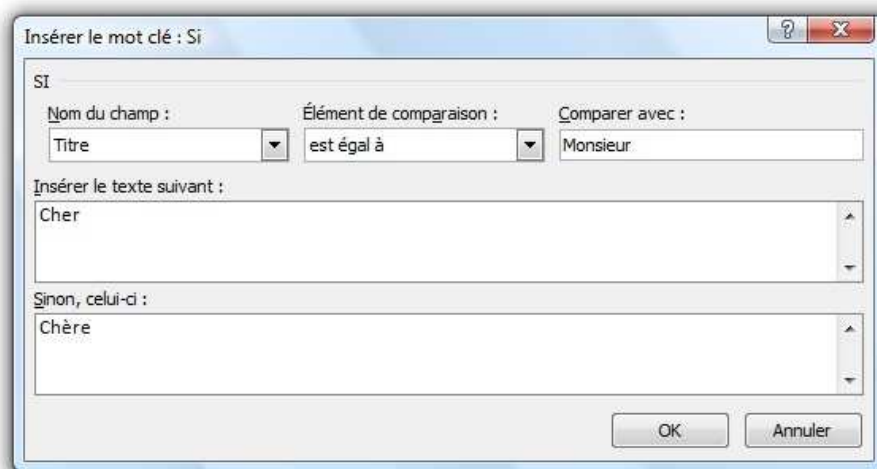 Insérer le mot clé : Si
SI
Nom du champ : Élément de comparaison : Comparer avec :
Titre est égal à Monsieur
Insérer le texte suivant :
Cher
Sinon, celui-ci :
Chère
OK Annuler